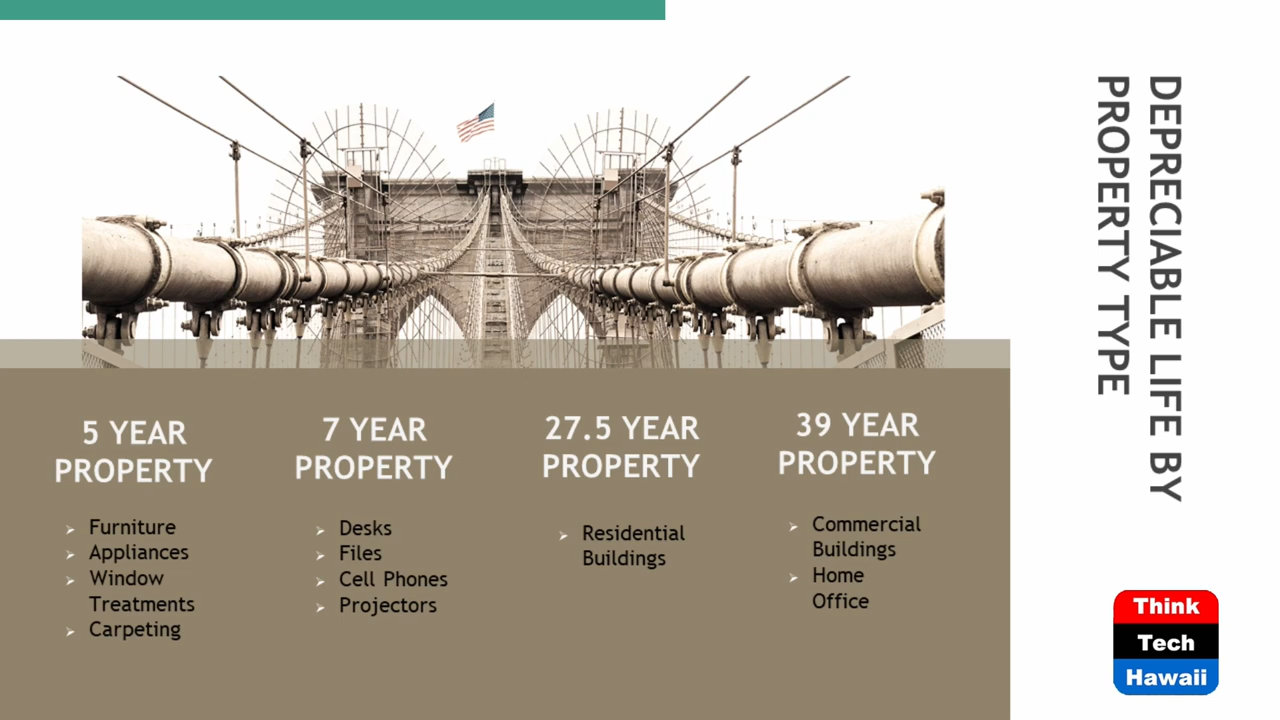 DEPRECIABLE LIFE BY
PROPERTY TYPE
5 YEAR
PROPERTY
Furniture
Appliances
Window
Treatments
Carpeting
7 YEAR
PROPERTY
Desks
Files
Cell Phones
Projectors
27.5 YEAR
PROPERTY
Residential
Buildings
39 YEAR
PROPERTY
Commercial
Buildings
Home
Office
Think
Tech
Hawaii